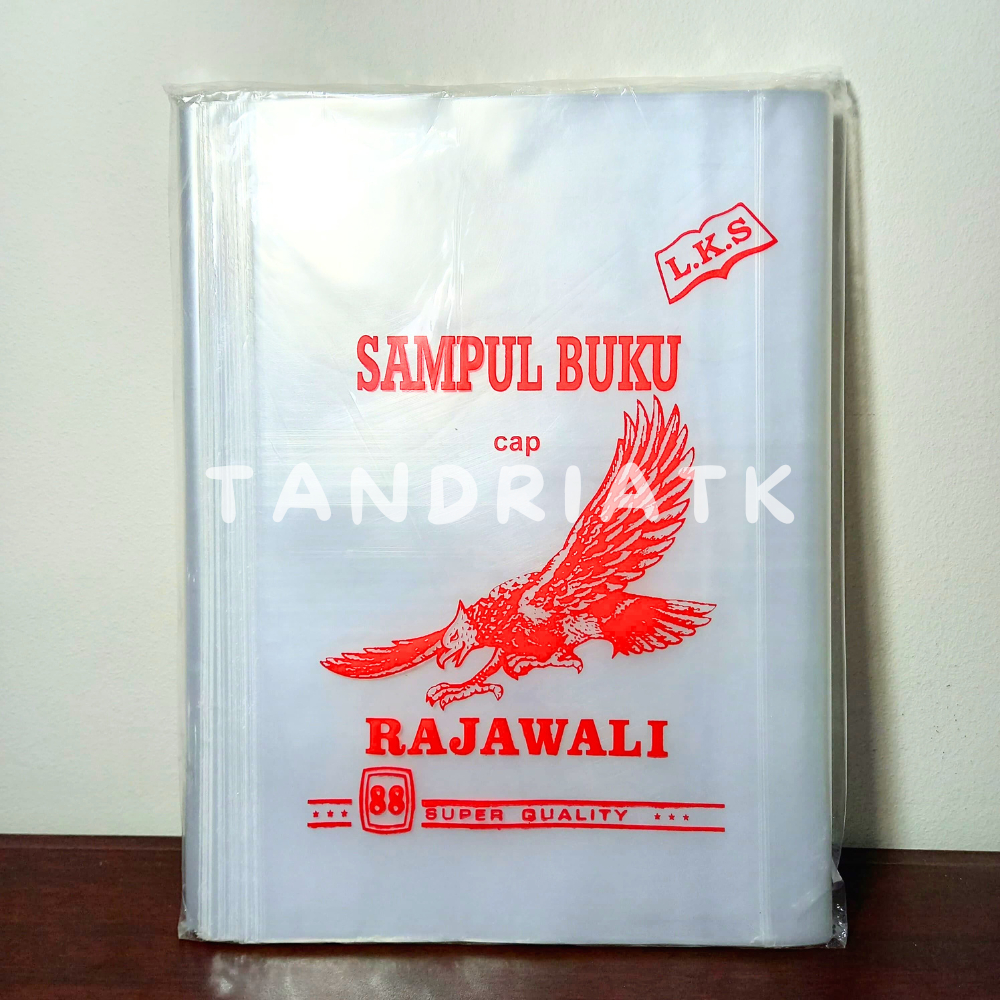 L.K.S
SAMPUL BUKU
cap
TANDRIATK
RAJAWALI
88
*** SUPER QUALITY ***